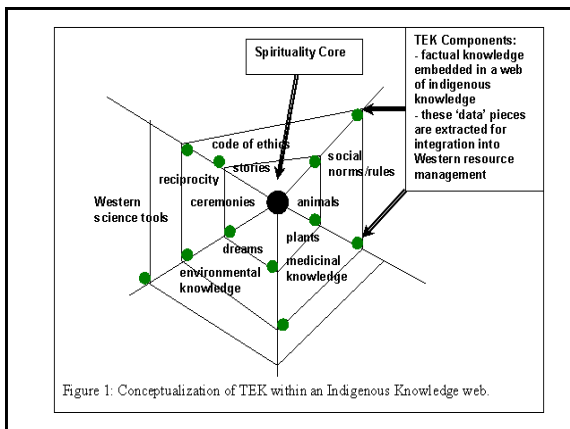 Spirituality Core
TEK Components:
- factual knowledge
embedded in a web
of indigenous
knowledge
- these ‘data’ pieces
are extracted for
integration into
Western resource
management
code of ethics
stories
social
norms/rules
reciprocity
Western
science tools
ceremonies
animals
plants
dreams
medicinal
knowledge
environmental
knowledge
Figure 1: Conceptualization of TEK within an Indigenous Knowledge web.